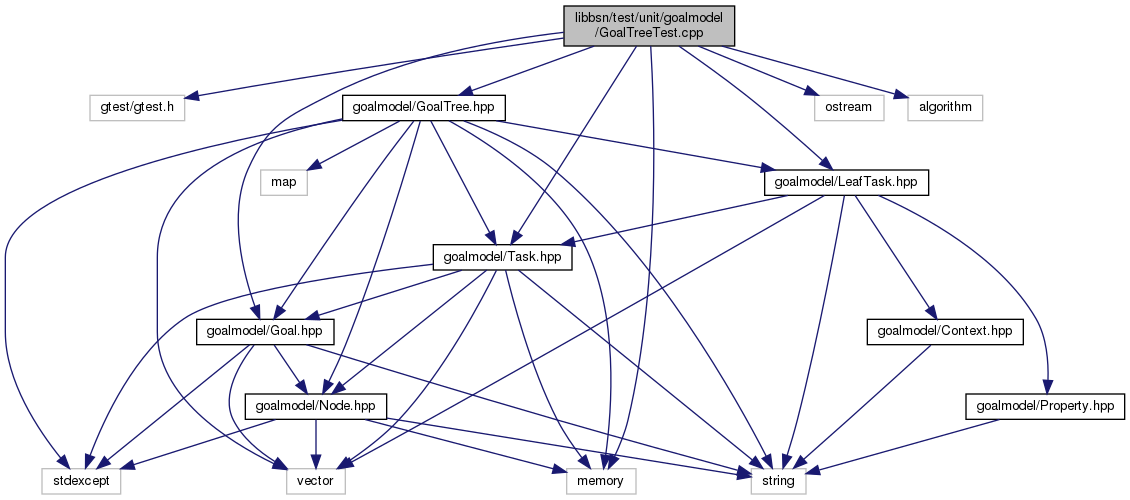 libbsn/test/unit/goalmodel
/GoalTreeTest.cpp
gtest/gtest.h
goalmodel/GoalTree.hpp
ostream
algorithm
map
goalmodel/LeafTask.hpp
goalmodel/Task.hpp
goalmodel/Goal.hpp
goalmodel/Context.hpp
goalmodel/Node.hpp
goalmodel/Property.hpp
stdexcept
vector
memory
string